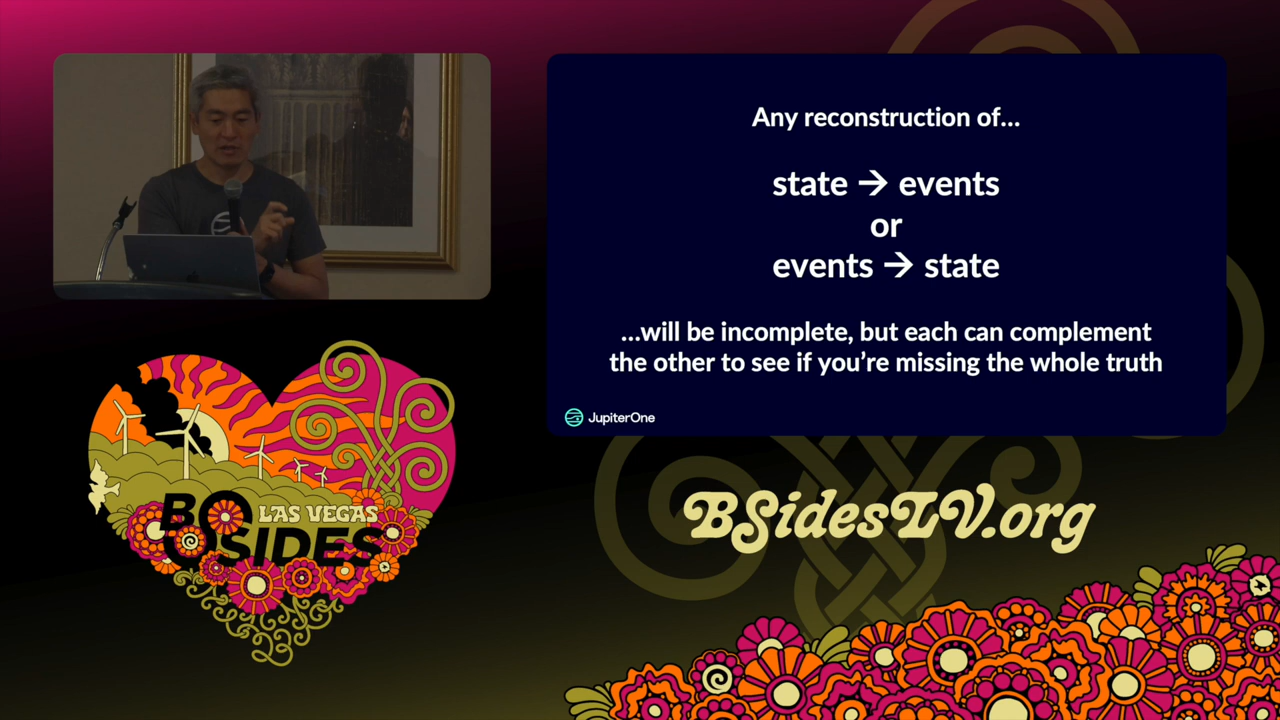 Any reconstruction of...
state → events
or
events → state
...will be incomplete, but each can complement
the other to see if you're missing the whole truth
JupiterOne
BSidesLV.org
LAS VEGAS
BSIDES
23